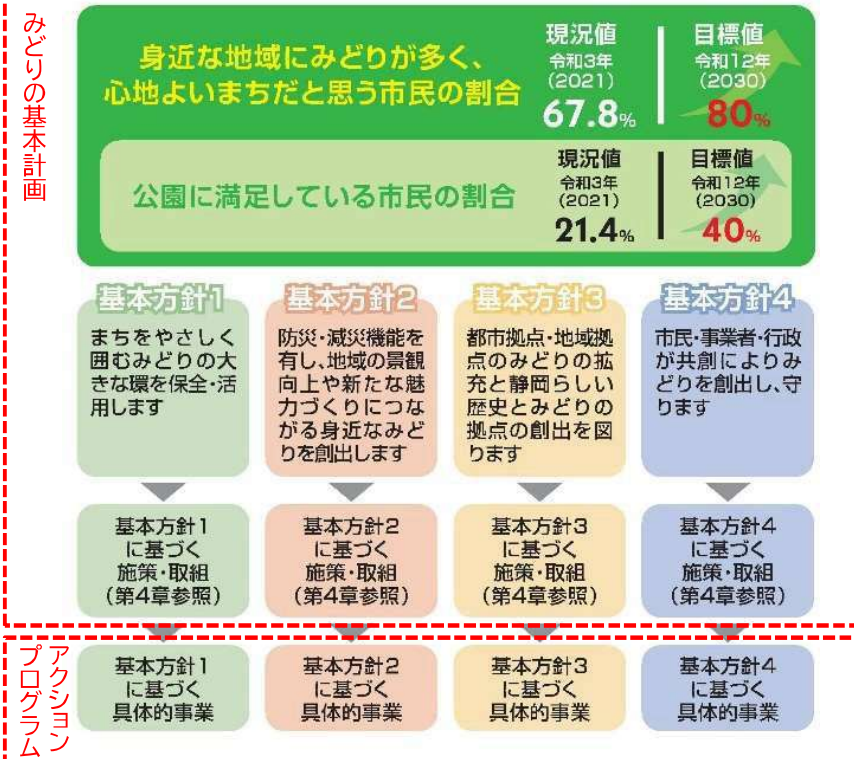 みどりの基本計画
身近な地域にみどりが多く、
心地よいまちだと思う市民の割合
現況値
令和3年
(2021)
67.8%
目標値
令和12年
(2030)
80%
公園に満足している市民の割合
現況値
令和3年
(2021)
21.4%
目標値
令和12年
(2030)
40%
基本方針1
まちをやさしく
囲むみどりの大
きな環を保全・活
用します
基本方針2
防災・減災機能を
有し、地域の景観
向上や新たな魅
力づくりにつな
がる身近なみど
りを創出します
基本方針3
都市拠点・地域拠
点のみどりの拡
充と静岡らしい
歴史とみどりの
拠点の創出を図
ります
基本方針4
市民・事業者・行政
が共創によりみ
どりを創出し、守
ります
基本方針1
に基づく
施策・取組
(第4章参照)
基本方針2
に基づく
施策・取組
(第4章参照)
基本方針3
に基づく
施策・取組
(第4章参照)
基本方針4
に基づく
施策・取組
(第4章参照)
アクション
プログラム
基本方針1
に基づく
具体的事業
基本方針2
に基づく
具体的事業
基本方針3
に基づく
具体的事業
基本方針4
に基づく
具体的事業